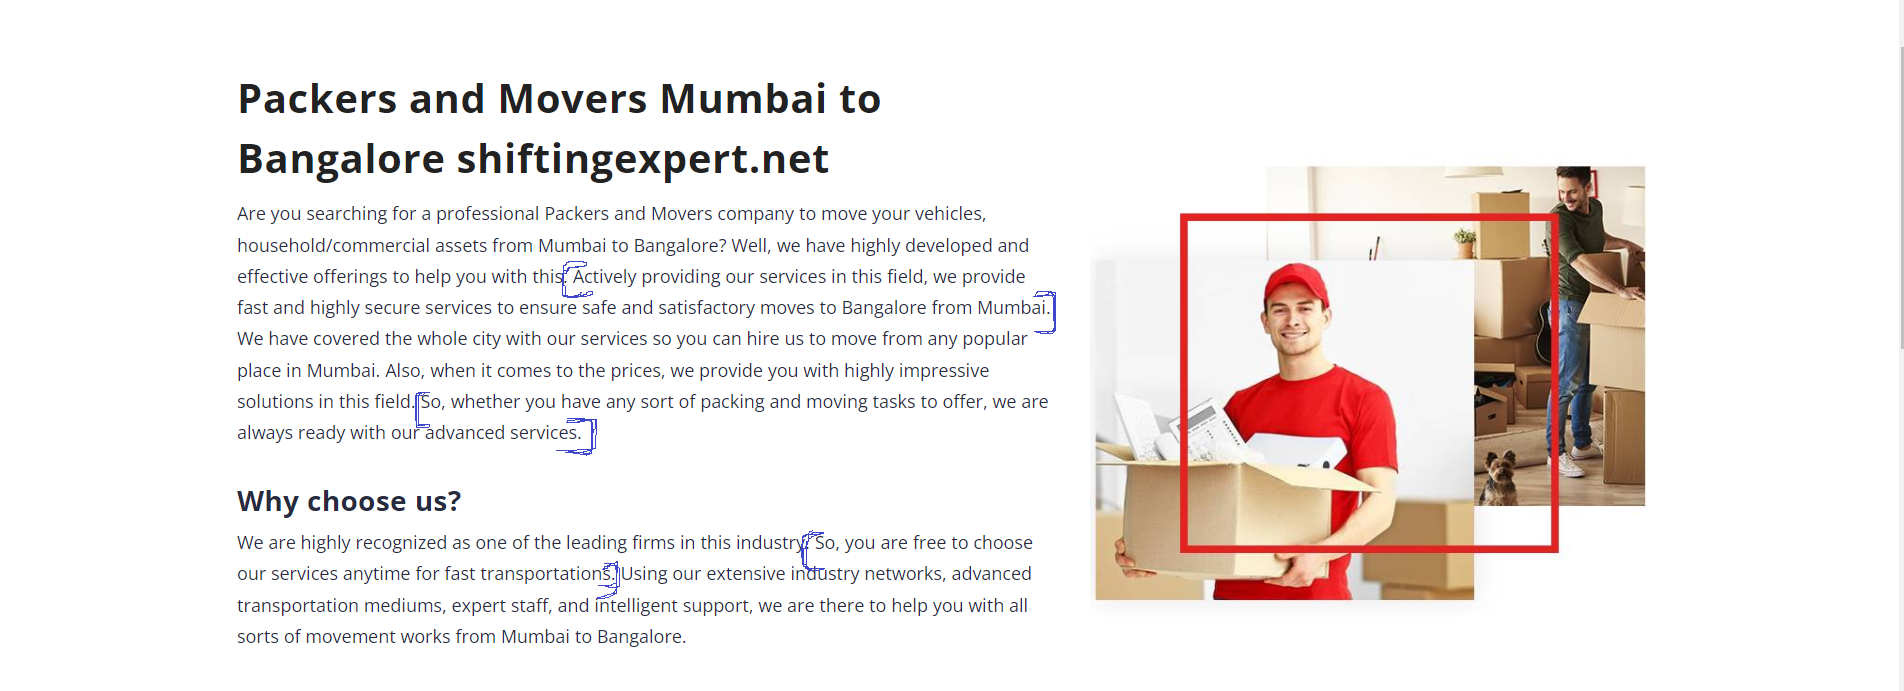 Packers and Movers Mumbai to
Bangalore shiftingexpert.net
Are you searching for a professional Packers and Movers company to move your vehicles,
household/commercial assets from Mumbai to Bangalore? Well, we have highly developed and
effective offerings to help you with this. Actively providing our services in this field, we provide
fast and highly secure services to ensure safe and satisfactory moves to Bangalore from Mumbai.
We have covered the whole city with our services so you can hire us to move from any popular
place in Mumbai. Also, when it comes to the prices, we provide you with highly impressive
solutions in this field. So, whether you have any sort of packing and moving tasks to offer, we are
always ready with our advanced services.
Why choose us?
We are highly recognized as one of the leading firms in this industry. So, you are free to choose
our services anytime for fast transportations. Using our extensive industry networks, advanced
transportation mediums, expert staff, and intelligent support, we are there to help you with all
sorts of movement works from Mumbai to Bangalore.